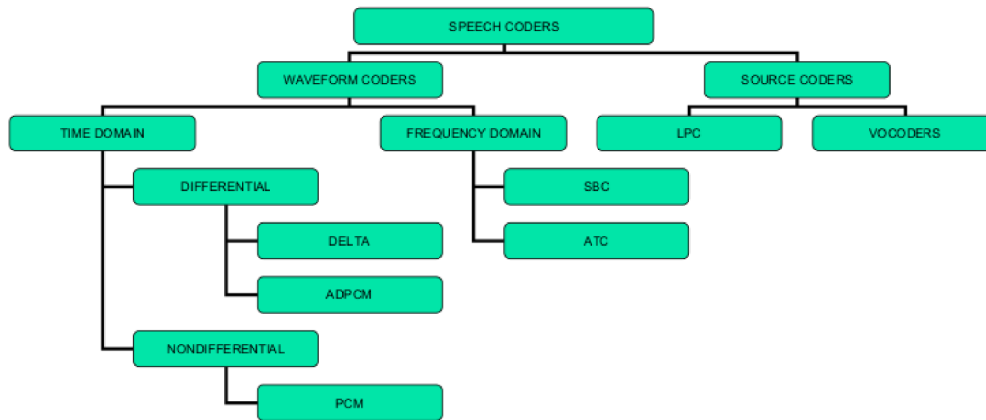 SPEECH CODERS
WAVEFORM CODERS
SOURCE CODERS
TIME DOMAIN
FREQUENCY DOMAIN
LPC
VOCODERS
DIFFERENTIAL
SBC
DELTA
ATC
ADPCM
NONDIFFERENTIAL
PCM